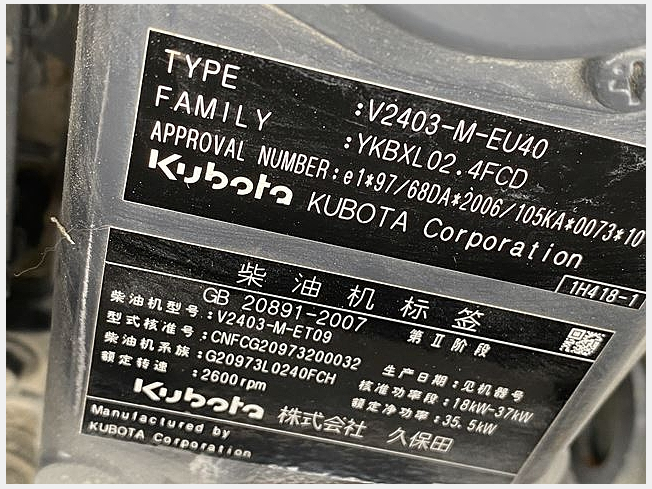 TYPE :V2403-M-EU40
FAMILY :YKBXL02.4FCD
APPROVAL NUMBER:e1*97/68DA*2006/105KA*0073*10
Kubota KUBOTA Corporation
1H418-1
柴油机标签
GB 20891-2007 第Ⅱ阶段
柴油机型号:V2403-M-ET09
型式核准号:CNFCG20973200032 生产日期:见机器号
柴油机系族:G20973L0240FCH 核准功率段:18kW-37kW
额定转速 :2600rpm 额定净功率:35.5kW
Kubota 株式会社 久保田
Manufactured by
KUBOTA Corporation